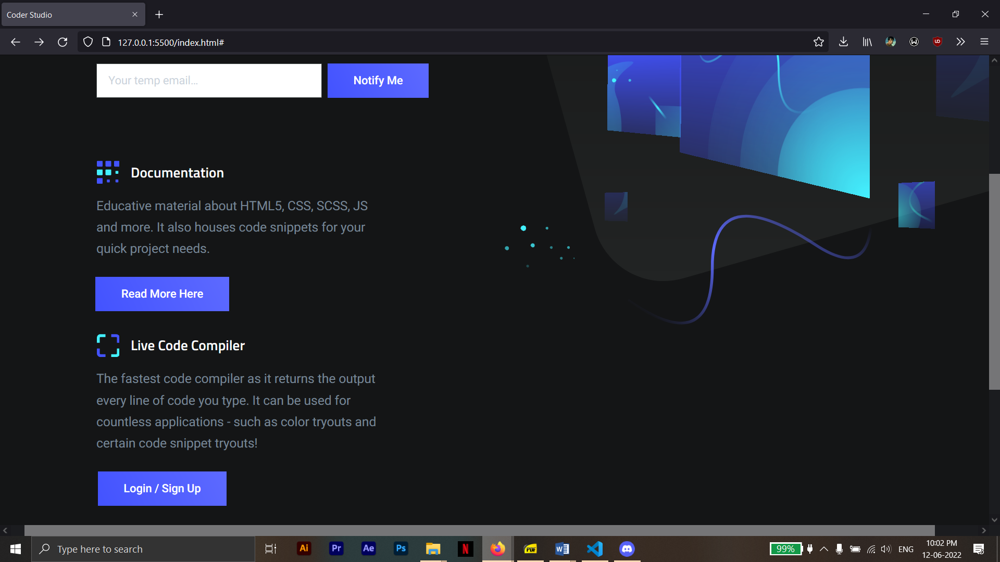 Coder Studio
127.0.0.1:5500/index.html#
Your temp email...
Notify Me
Documentation
Educative material about HTML5, CSS, SCSS, JS
and more. It also houses code snippets for your
quick project needs.
Read More Here
Live Code Compiler
The fastest code compiler as it returns the output
every line of code you type. It can be used for
countless applications - such as color tryouts and
certain code snippet tryouts!
Login / Sign Up
Type here to search
Ai
Pr
Ae
Ps
N
PDF
W
99%
ENG
10:02 PM
12-06-2022